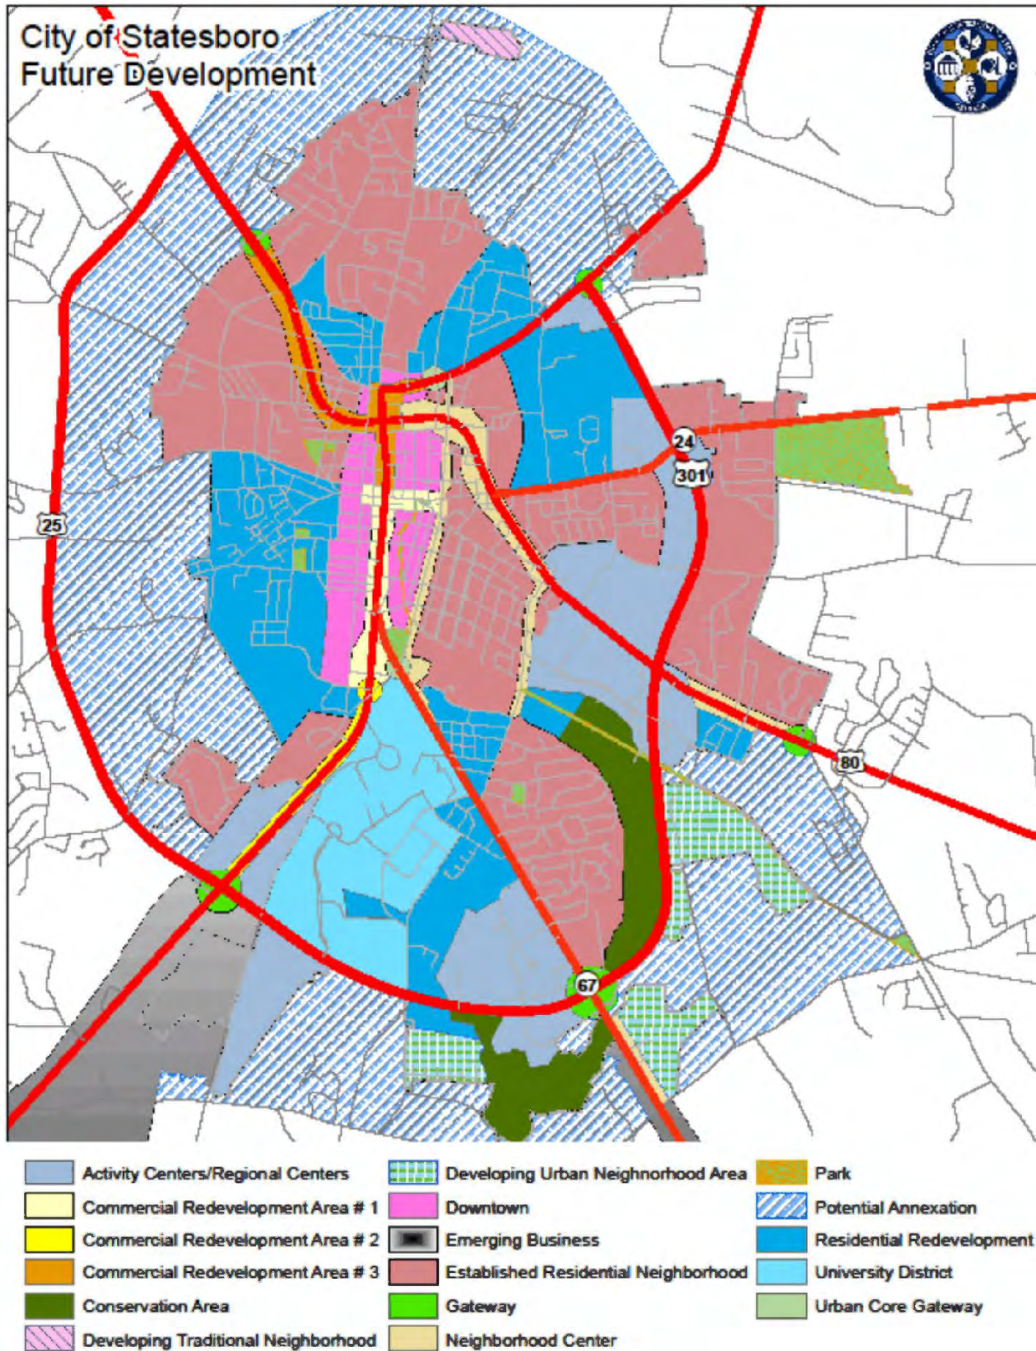 City of Statesboro
Future Development
24
301
25
80
67
Activity Centers/Regional Centers
Commercial Redevelopment Area # 1
Commercial Redevelopment Area # 2
Commercial Redevelopment Area # 3
Conservation Area
Developing Traditional Neighborhood
Developing Urban Neighnorhood Area
Downtown
Emerging Business
Established Residential Neighborhood
Gateway
Neighborhood Center
Park
Potential Annexation
Residential Redevelopment
University District
Urban Core Gateway